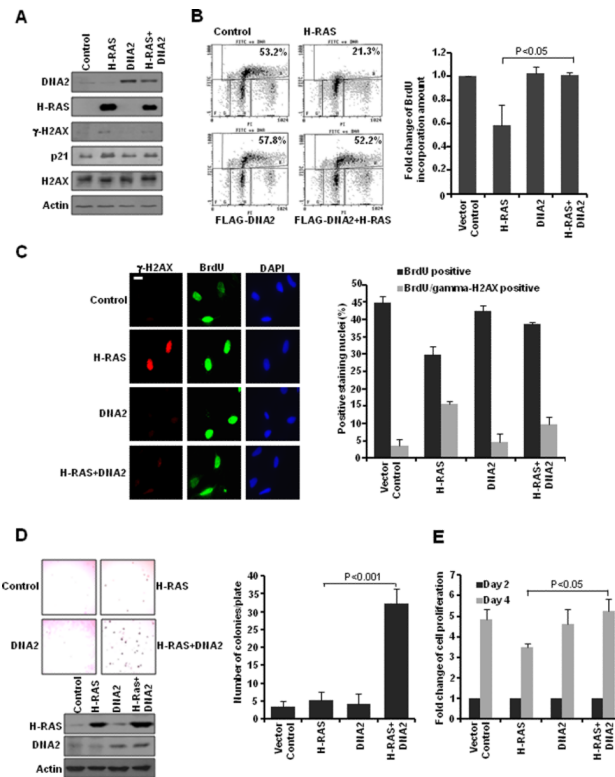 A
Control
H-RAS
DNA2
H-RAS+
DNA2
DNA2
H-RAS
γ-H2AX
p21
H2AX
Actin
B
Control
H-RAS
53.2%
21.3%
57.8%
52.2%
FLAG-DNA2
FLAG-DNA2+H-RAS
P<0.05
Fold change of BrdU
incorporation amount
1.2
1.0
0.8
0.6
0.4
0.2
0.0
Vector
Control
H-RAS
DNA2
H-RAS+
DNA2
C
γ-H2AX
BrdU
DAPI
Control
H-RAS
DNA2
H-RAS+DNA2
BrdU positive
BrdU/gamma-H2AX positive
Positive staining nuclei (%)
50
45
40
35
30
25
20
15
10
5
0
Vector
Control
H-RAS
DNA2
H-RAS+
DNA2
D
Control
H-RAS
DNA2
H-RAS+DNA2
Control
H-RAS
DNA2
H-Ras+
DNA2
H-RAS
DNA2
Actin
P<0.001
Number of colonies/plate
40
35
30
25
20
15
10
5
0
Vector
Control
H-RAS
DNA2
H-RAS+
DNA2
E
Day 2
Day 4
P<0.05
Fold change of cell proliferation
7
6
5
4
3
2
1
0
Vector
Control
H-RAS
DNA2
H-RAS+
DNA2